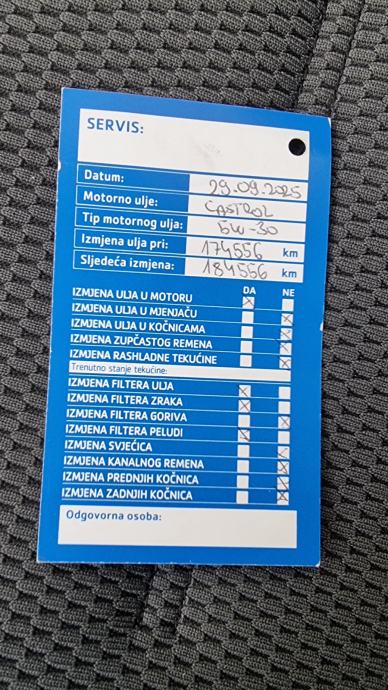 SERVIS:
Datum: 29.09.2025
Motorno ulje: CASTROL
Tip motornog ulja: 5W-30
Izmjena ulja pri: 174556 km
Sljedeća izmjena: 184556 km
DA NE
IZMJENA ULJA U MOTORU X
IZMJENA ULJA U MJENJAČU X
IZMJENA ULJA U KOČNICAMA X
IZMJENA ZUPČASTOG REMENA X
IZMJENA RASHLADNE TEKUĆINE X
Trenutno stanje tekućine:
IZMJENA FILTERA ULJA X
IZMJENA FILTERA ZRAKA X
IZMJENA FILTERA GORIVA X
IZMJENA FILTERA PELUDI X
IZMJENA SVJEĆICA X
IZMJENA KANALNOG REMENA X
IZMJENA PREDNJIH KOČNICA X
IZMJENA ZADNJIH KOČNICA X
Odgovorna osoba: